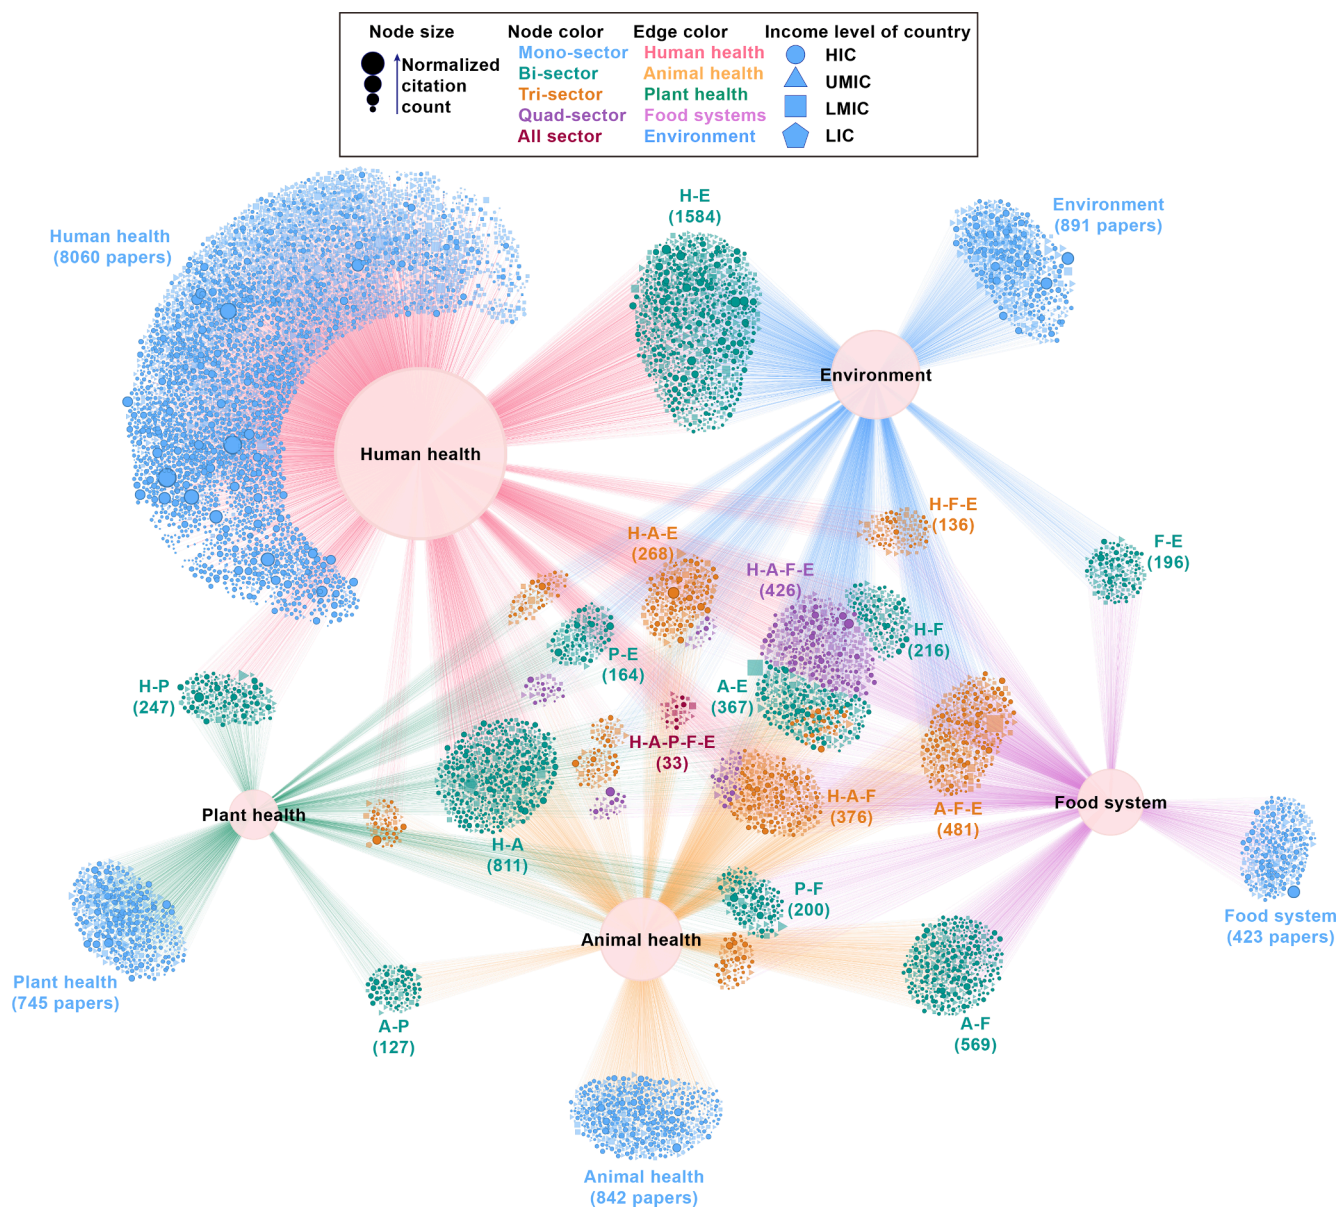 Node size
Normalized
citation
count
Node color
Mono-sector
Bi-sector
Tri-sector
Quad-sector
All sector
Edge color
Human health
Animal health
Plant health
Food systems
Environment
Income level of country
HIC
UMIC
LMIC
LIC
Human health
(8060 papers)
H-E
(1584)
Environment
(891 papers)
Environment
Human health
H-F-E
(136)
H-A-E
(268)
F-E
(196)
H-A-F-E
(426)
H-F
(216)
P-E
(164)
H-P
(247)
A-E
(367)
H-A-P-F-E
(33)
Plant health
Food system
H-A-F
(376)
A-F-E
(481)
H-A
(811)
P-F
(200)
Food system
(423 papers)
Animal health
Plant health
(745 papers)
A-P
(127)
A-F
(569)
Animal health
(842 papers)